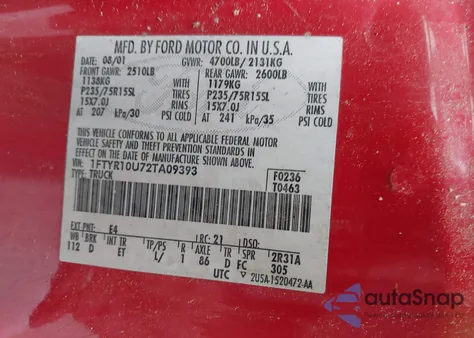 MFD. BY FORD MOTOR CO. IN U.S.A.
DATE: 08/01 GVWR: 4700LB/ 2131KG
FRONT GAWR: 2510LB REAR GAWR: 2600LB
1138KG WITH 1179KG WITH
P235/75R15SL TIRES P235/75R15SL TIRES
15X7.0J RIMS 15X7.0J RIMS
AT 207 kPa/30 PSI COLD AT 241 kPa/35 PSI COLD
THIS VEHICLE CONFORMS TO ALL APPLICABLE FEDERAL MOTOR
VEHICLE SAFETY AND THEFT PREVENTION STANDARDS IN
EFFECT ON THE DATE OF MANUFACTURE SHOWN ABOVE.
VIN: 1FTYR10U72TA09393 F0236
TYPE: TRUCK T0463
EXT PNT: E4 RC: 21 DSO:
WB BRK INT TR TP/PS R AXLE TR SPR 2R31A
112 D ET L/ 1 86 D FC 305
UTC 2USA-1520472-AA
autoSnap